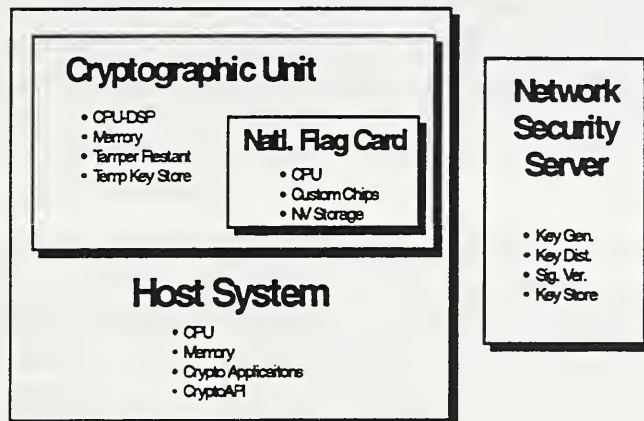 Cryptographic Unit
• CPU-DSP
• Memory
• Tamper Restant
• Temp Key Store
Natl. Flag Card
• CPU
• Custom Chips
• NV Storage
Host System
• CPU
• Memory
• Crypto Applicaitons
• CryptoAPI
Network
Security
Server
• Key Gen.
• Key Dist.
• Sig. Ver.
• Key Store